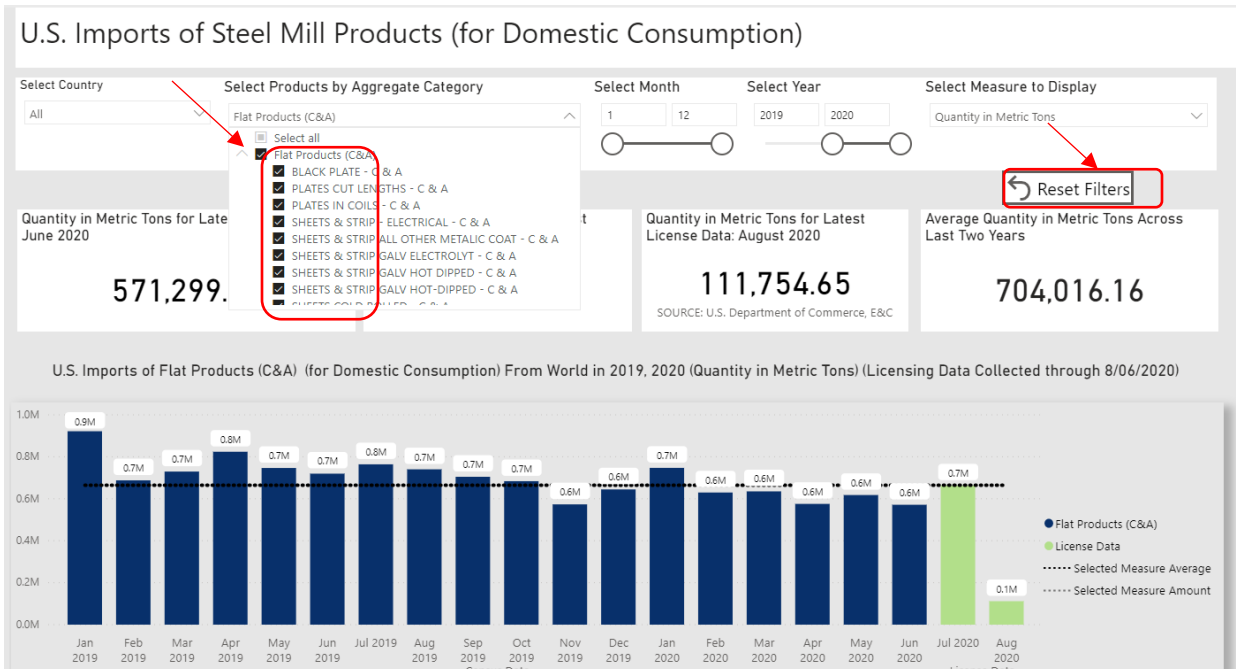 U.S. Imports of Steel Mill Products (for Domestic Consumption)
Select Country
Select Products by Aggregate Category
Select Month
Select Year
Select Measure to Display
All
Flat Products (C&A)
1
12
2019
2020
Quantity in Metric Tons
Select all
Flat Products (C&A)
BLACK PLATE - C & A
PLATES CUT LENGTHS - C & A
PLATES IN COILS - C & A
SHEETS & STRIP - ELECTRICAL - C & A
SHEETS & STRIP ALL OTHER METALIC COAT - C & A
SHEETS & STRIP GALV ELECTROLYT - C & A
SHEETS & STRIP GALV HOT DIPPED - C & A
SHEETS & STRIP GALV HOT-DIPPED - C & A
SHEETS COLD ROLLED - C & A
Reset Filters
Quantity in Metric Tons for Late
June 2020
571,299.
st
Quantity in Metric Tons for Latest
License Data: August 2020
111,754.65
SOURCE: U.S. Department of Commerce, E&C
Average Quantity in Metric Tons Across
Last Two Years
704,016.16
U.S. Imports of Flat Products (C&A) (for Domestic Consumption) From World in 2019, 2020 (Quantity in Metric Tons) (Licensing Data Collected through 8/06/2020)
1.0M
0.8M
0.6M
0.4M
0.2M
0.0M
0.9M
0.7M
0.7M
0.8M
0.7M
0.7M
0.8M
0.7M
0.7M
0.7M
0.6M
0.6M
0.7M
0.6M
0.6M
0.6M
0.6M
0.6M
0.7M
0.1M
Flat Products (C&A)
License Data
Selected Measure Average
Selected Measure Amount
Jan Feb Mar Apr May Jun Jul 2019 Aug Sep Oct Nov Dec Jan Feb Mar Apr May Jun Jul 2020 Aug
2019 2019 2019 2019 2019 2019 2019 2019 2019 2019 2019 2020 2020 2020 2020 2020 2020 2020